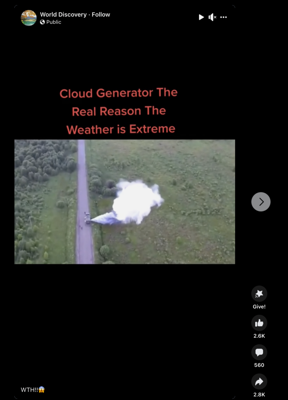 World Discovery · Follow
Public
Cloud Generator The
Real Reason The
Weather is Extreme
Give!
2.6K
560
2.8K
WTH!!😱